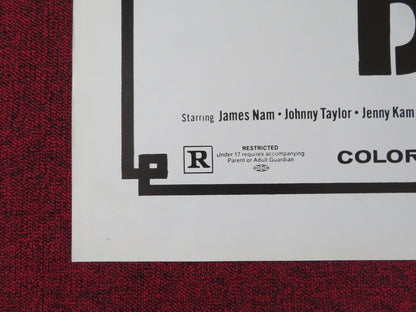 Starring James Nam • Johnny Taylor • Jenny Kam
R
RESTRICTED
Under 17 requires accompanying
Parent or Adult Guardian
COLOR